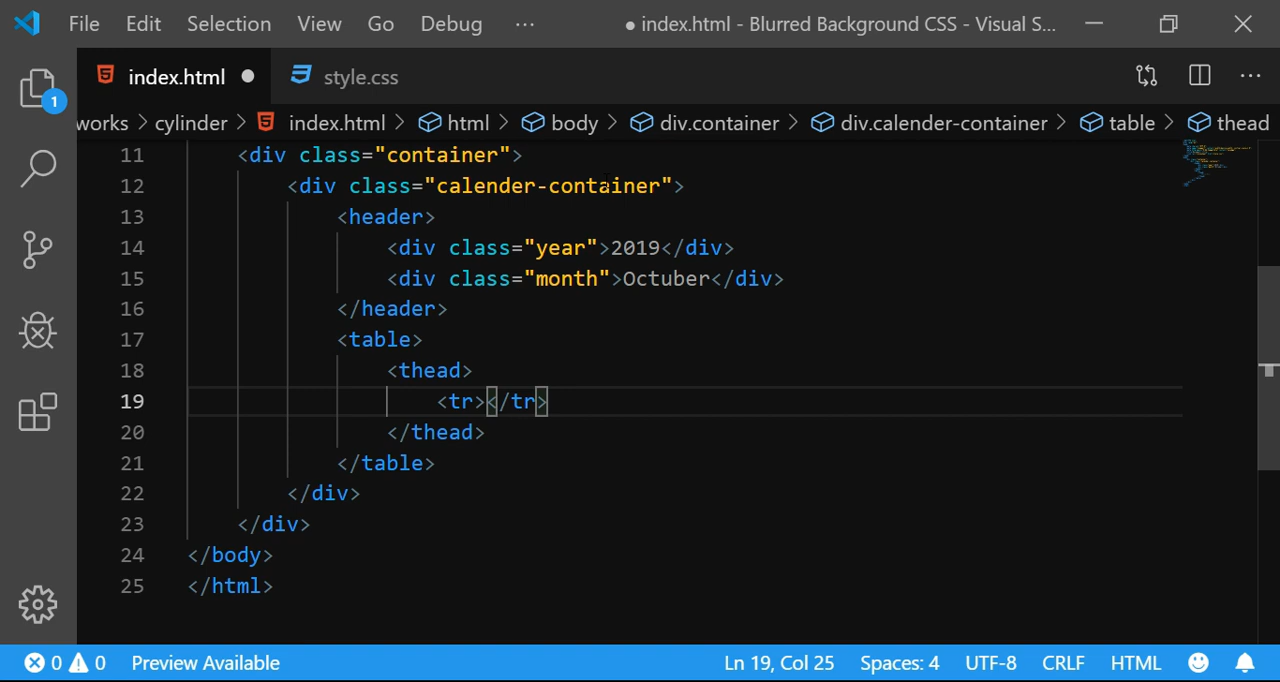 File Edit Selection View Go Debug ··· ● index.html - Blurred Background CSS - Visual S...
index.html ● style.css ···
1
works > cylinder > index.html > html > body > div.container > div.calender-container > table > thead
11 <div class="container">
12 <div class="calender-container">
13 <header>
14 <div class="year">2019</div>
15 <div class="month">Octuber</div>
16 </header>
17 <table>
18 <thead>
19 <tr></tr>
20 </thead>
21 </table>
22 </div>
23 </div>
24 </body>
25 </html>
0 0 Preview Available Ln 19, Col 25 Spaces: 4 UTF-8 CRLF HTML